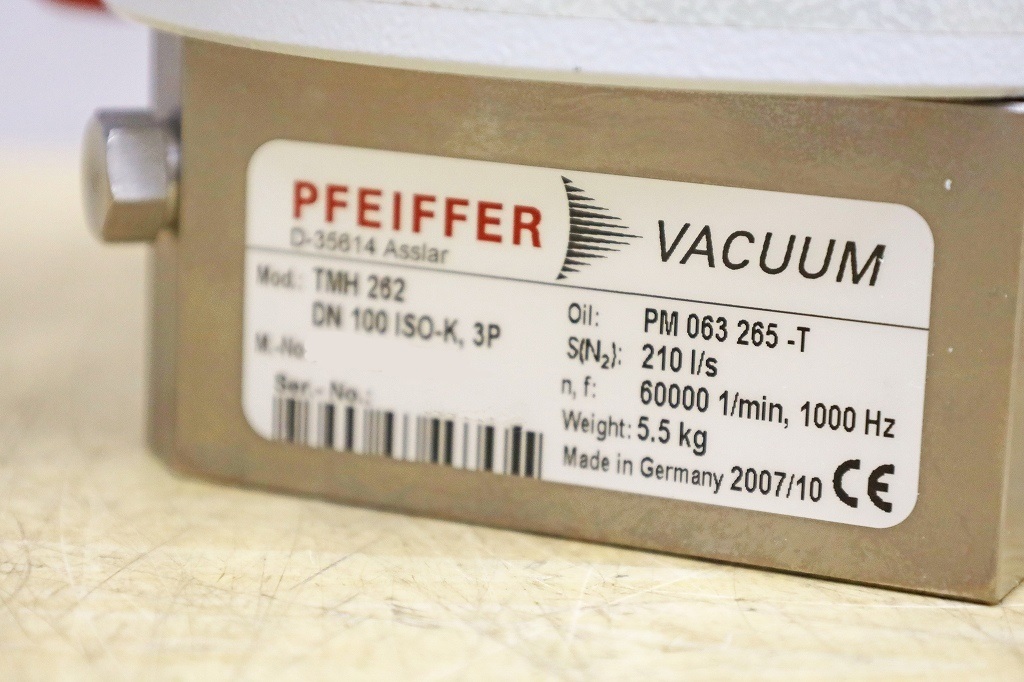 PFEIFFER VACUUM
D-35614 Asslar
Mod.: TMH 262
DN 100 ISO-K, 3P
M.-No
Ser.- No.:
Oil: PM 063 265 -T
S(N₂): 210 l/s
n, f: 60000 1/min, 1000 Hz
Weight: 5.5 kg
Made in Germany 2007/10 CE